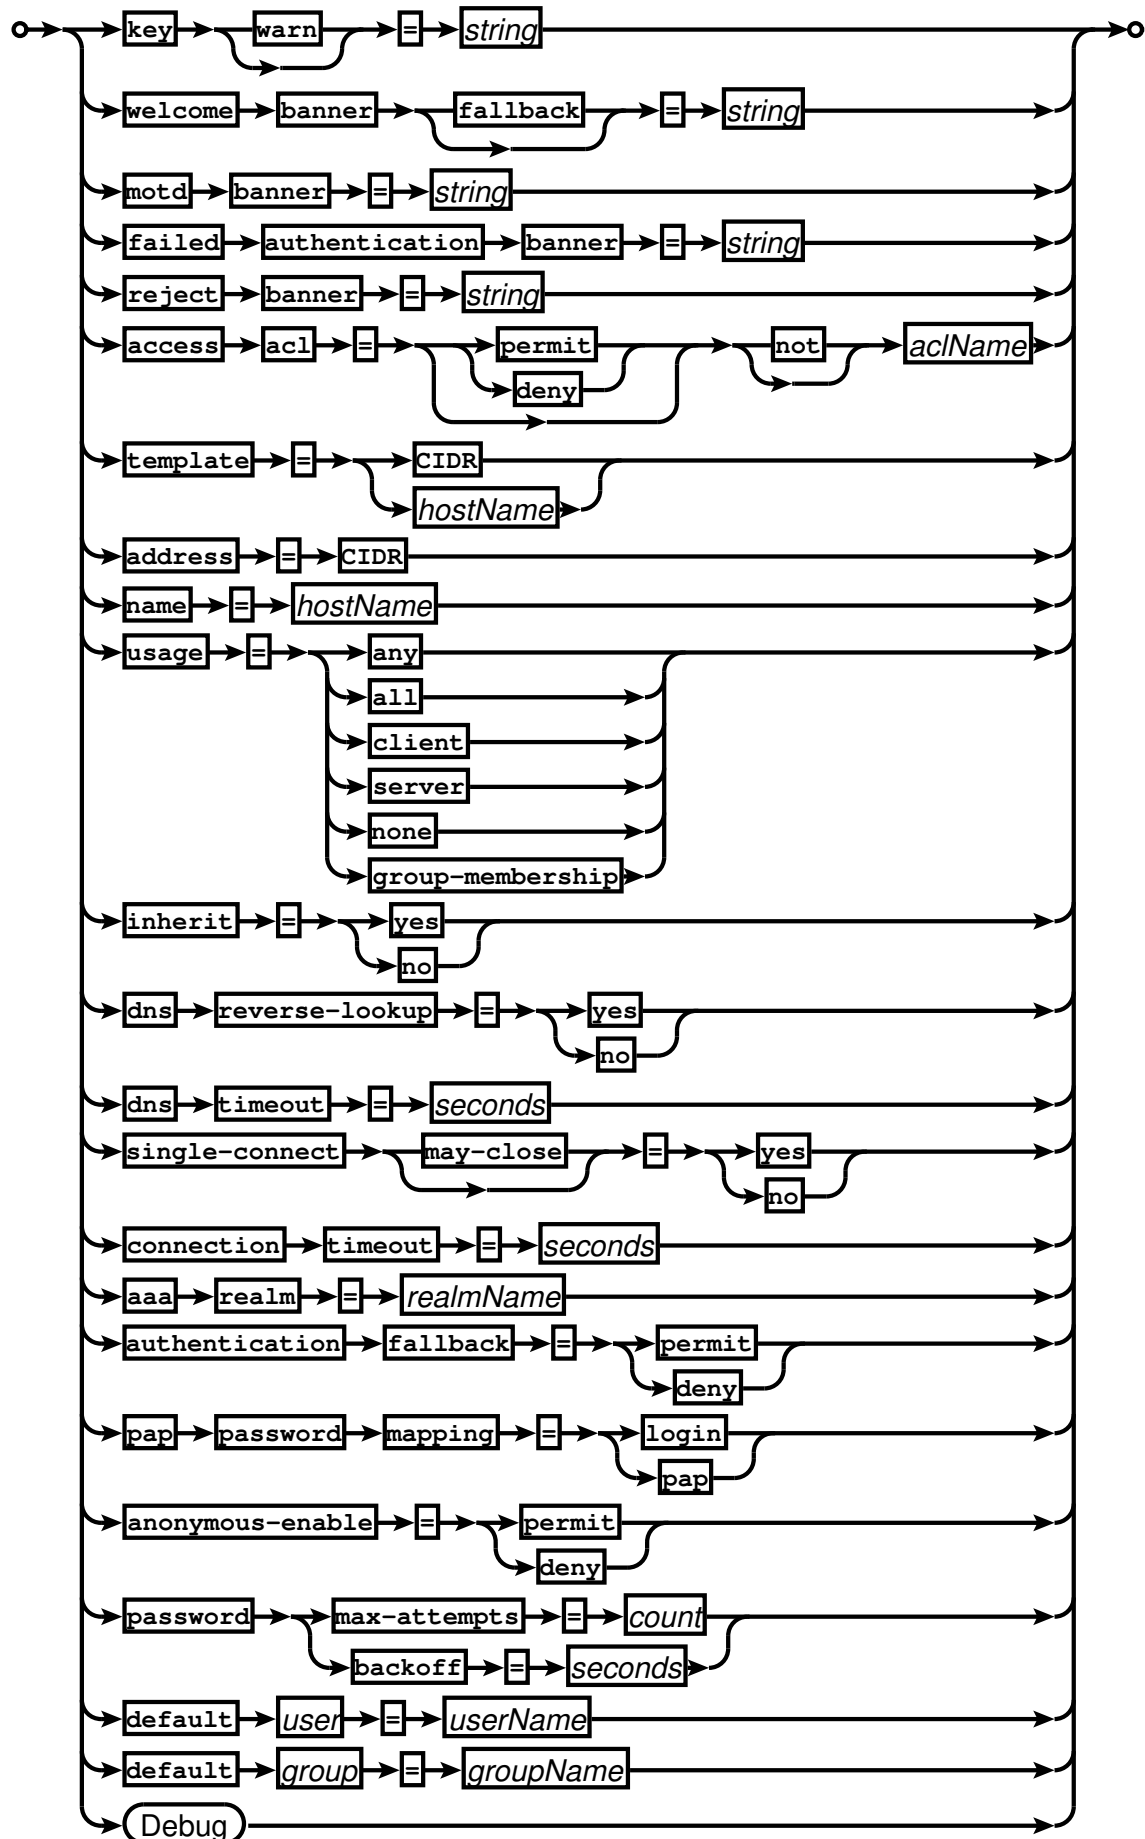 key warn = string
welcome banner fallback = string
motd banner = string
failed authentication banner = string
reject banner = string
access acl = permit not aclName
deny
template = CIDR
hostName
address = CIDR
name = hostName
usage = any
all
client
server
none
group-membership
inherit = yes
no
dns reverse-lookup = yes
no
dns timeout = seconds
single-connect may-close = yes
no
connection timeout = seconds
aaa realm = realmName
authentication fallback = permit
deny
pap password mapping = login
pap
anonymous-enable = permit
deny
password max-attempts = count
backoff = seconds
default user = userName
default group = groupName
Debug